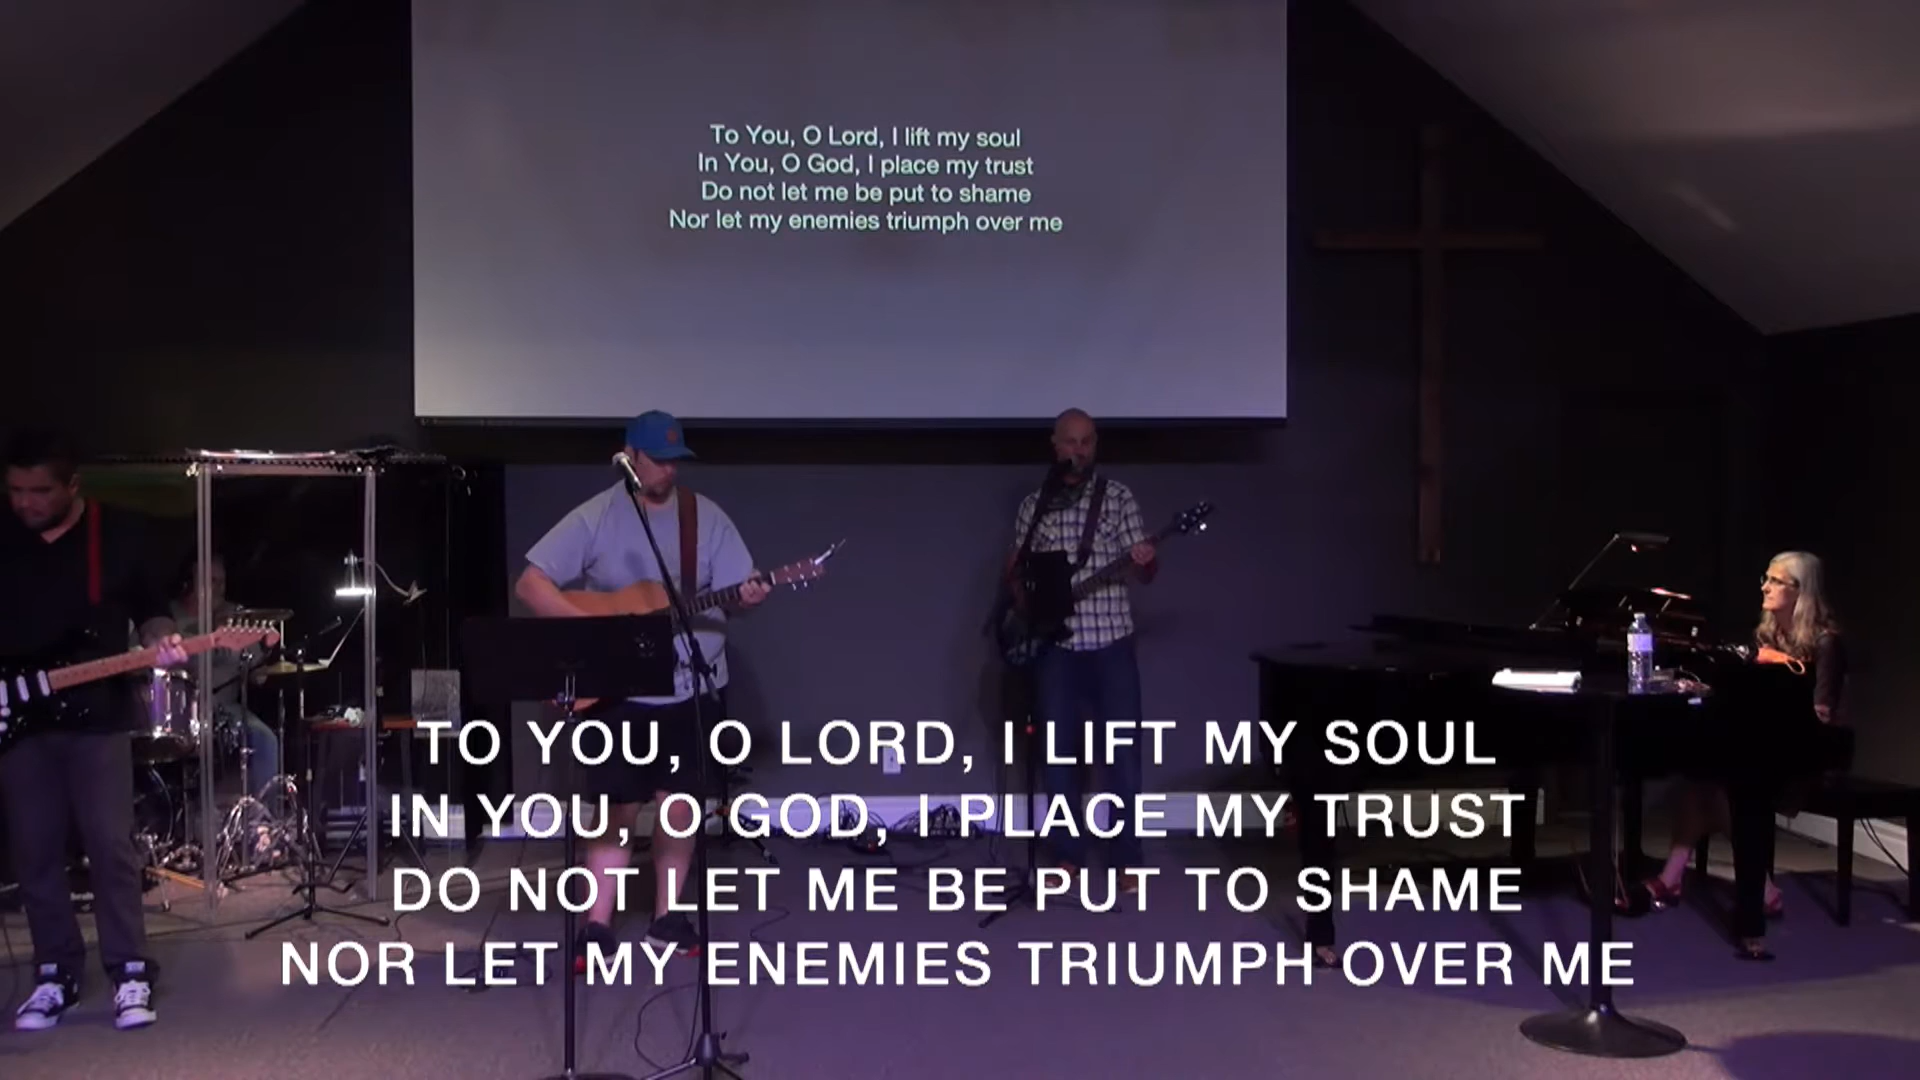 To You, O Lord, I lift my soul
In You, O God, I place my trust
Do not let me be put to shame
Nor let my enemies triumph over me
TO YOU, O LORD, I LIFT MY SOUL
IN YOU, O GOD, I PLACE MY TRUST
DO NOT LET ME BE PUT TO SHAME
NOR LET MY ENEMIES TRIUMPH OVER ME